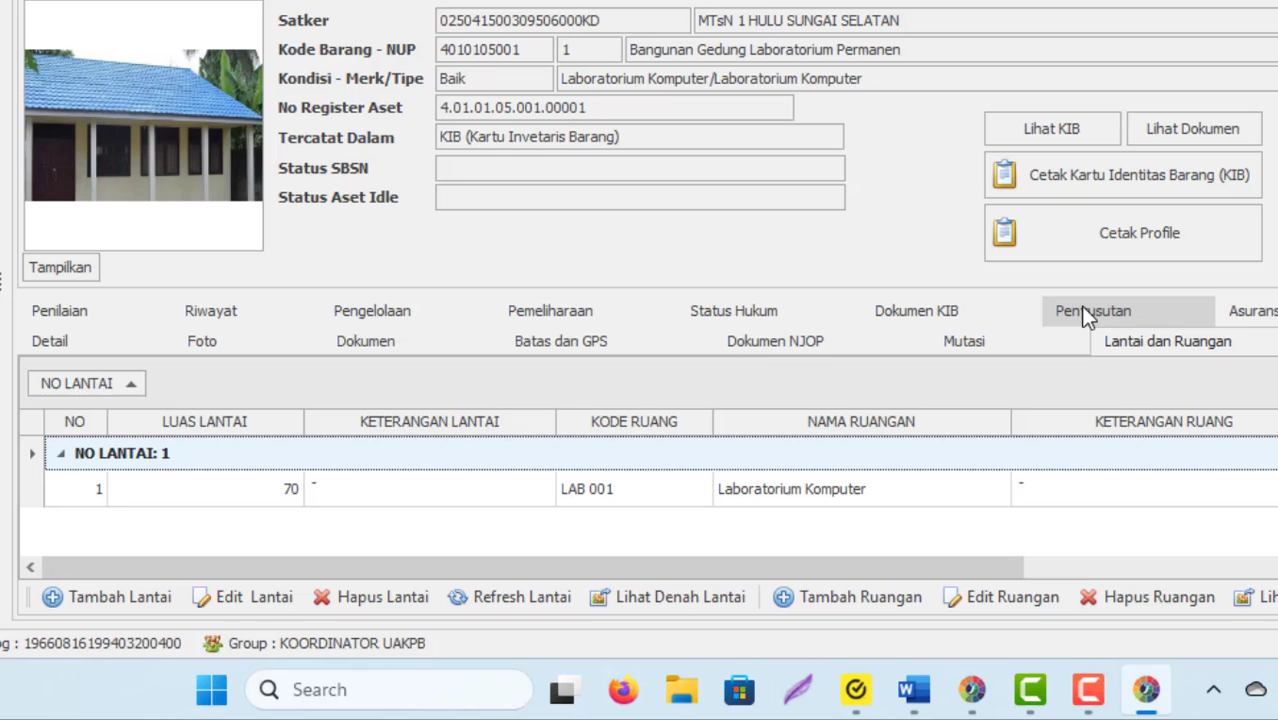 Satker 025041500309506000KD MTsN 1 HULU SUNGAI SELATAN
Kode Barang - NUP 4010105001 1 Bangunan Gedung Laboratorium Permanen
Kondisi - Merk/Tipe Baik Laboratorium Komputer/Laboratorium Komputer
No Register Aset 4.01.01.05.001.00001
Tercatat Dalam KIB (Kartu Invetaris Barang)
Status SBSN
Status Aset Idle
Lihat KIB Lihat Dokumen
Cetak Kartu Identitas Barang (KIB)
Cetak Profile
Tampilkan
Penilaian Riwayat Pengelolaan Pemeliharaan Status Hukum Dokumen KIB Penyusutan Asurans
Detail Foto Dokumen Batas dan GPS Dokumen NJOP Mutasi Lantai dan Ruangan
NO LANTAI
NO LUAS LANTAI KETERANGAN LANTAI KODE RUANG NAMA RUANGAN KETERANGAN RUANG
NO LANTAI: 1
1 70 - LAB 001 Laboratorium Komputer -
Tambah Lantai Edit Lantai Hapus Lantai Refresh Lantai Lihat Denah Lantai Tambah Ruangan Edit Ruangan Hapus Ruangan Lih
og : 19660816199403200400 Group : KOORDINATOR UAKPB
Search